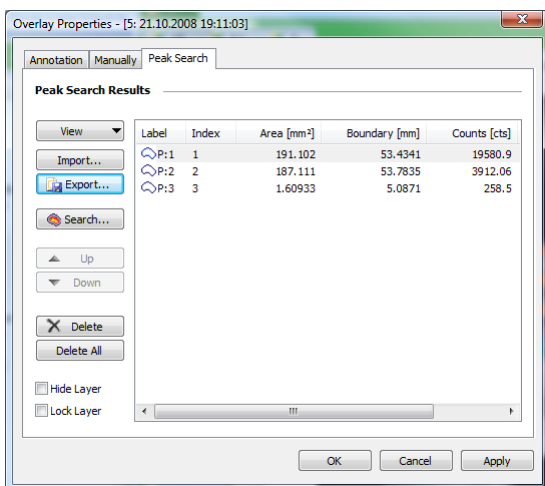 Overlay Properties - [5: 21.10.2008 19:11:03]
Annotation Manually Peak Search
Peak Search Results
View
Import...
Export...
Search...
Up
Down
Delete
Delete All
Hide Layer
Lock Layer
Label Index Area [mm²] Boundary [mm] Counts [cts]
P:1 1 191.102 53.4341 19580.9
P:2 2 187.111 53.7835 3912.06
P:3 3 1.60933 5.0871 258.5
OK Cancel Apply